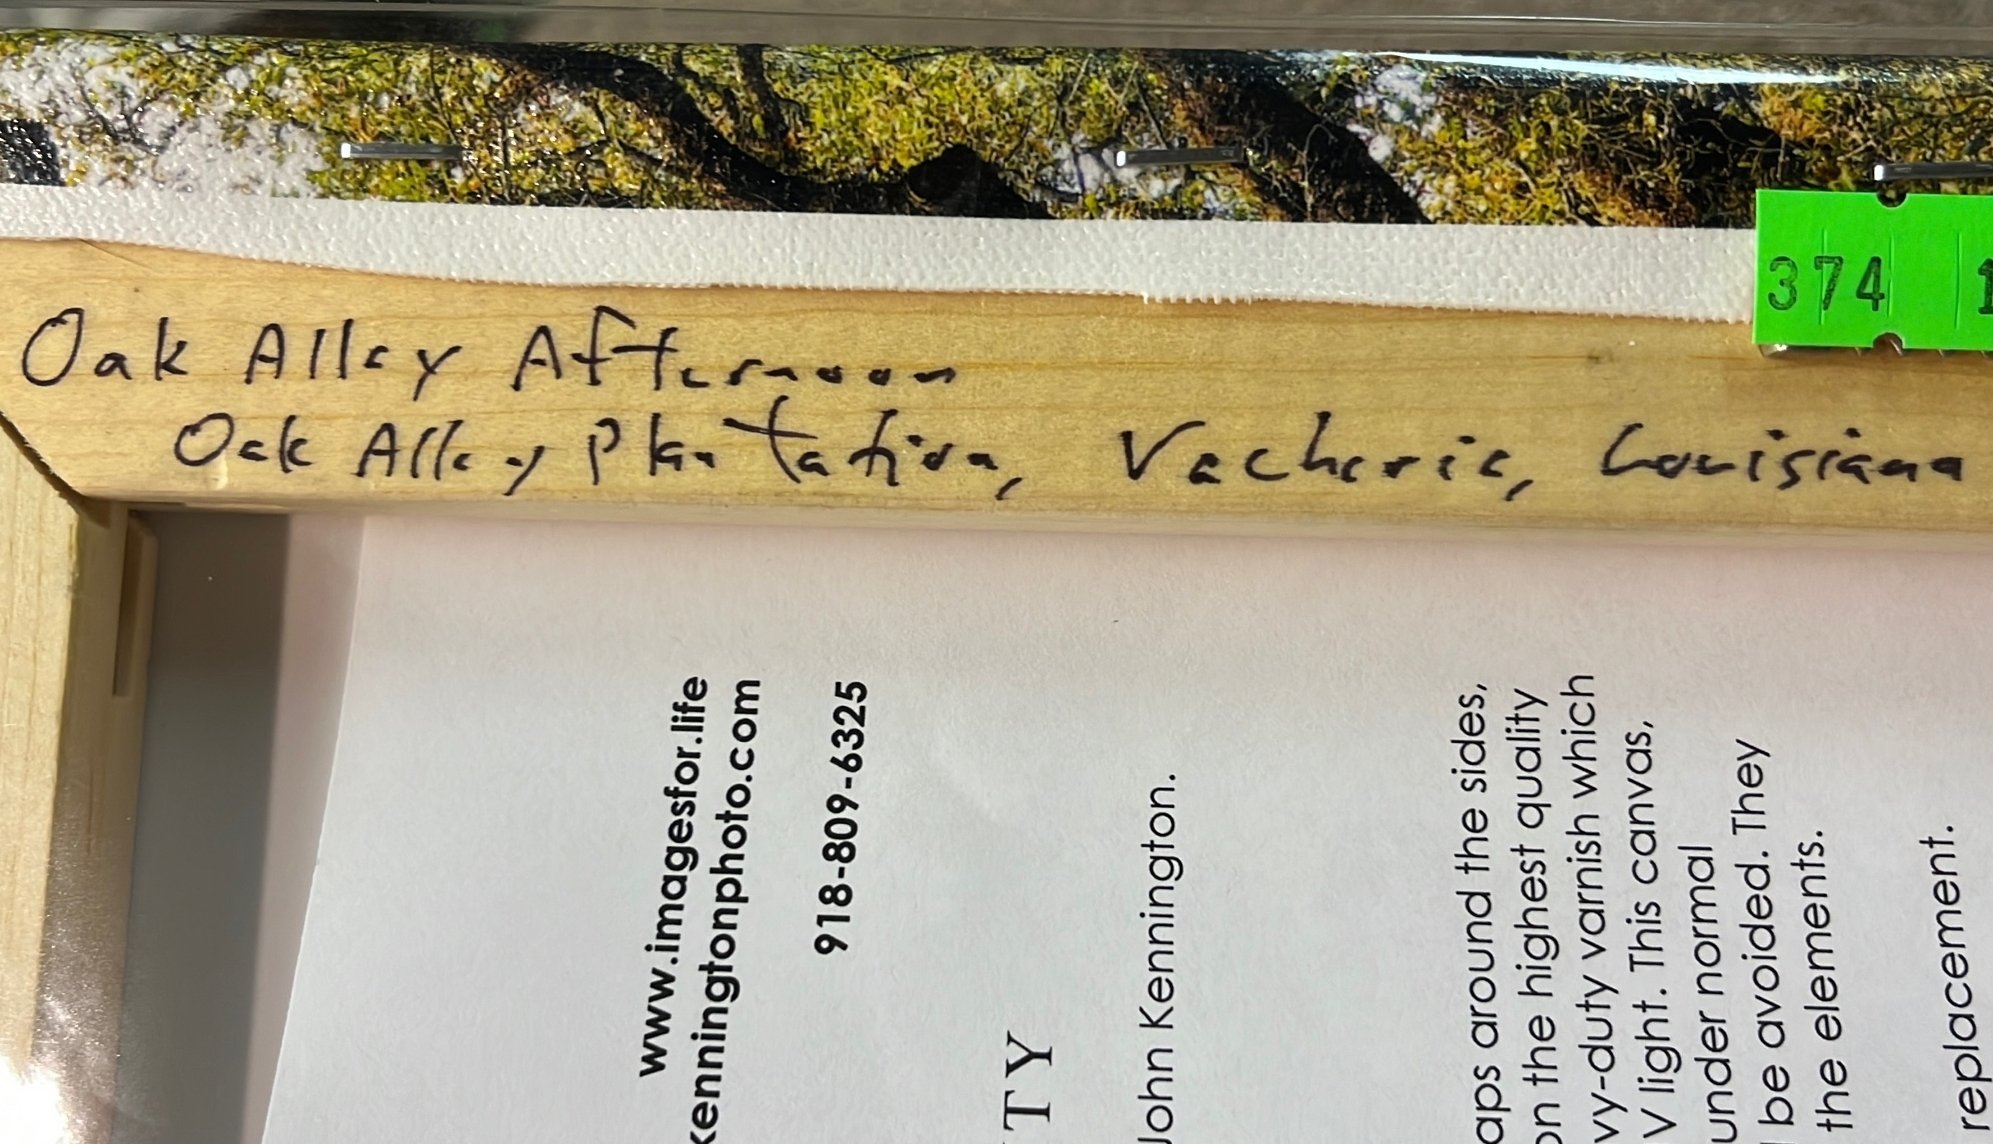 374 1
Oak Alley Afternoon
Oak Alley Plantation, Vacherie, Louisiana
www.imagesfor.life
kenningtonphoto.com
918-809-6325
TY
John Kennington.
aps around the sides,
on the highest quality
vy-duty varnish which
V light. This canvas,
under normal
be avoided. They
the elements.
replacement.